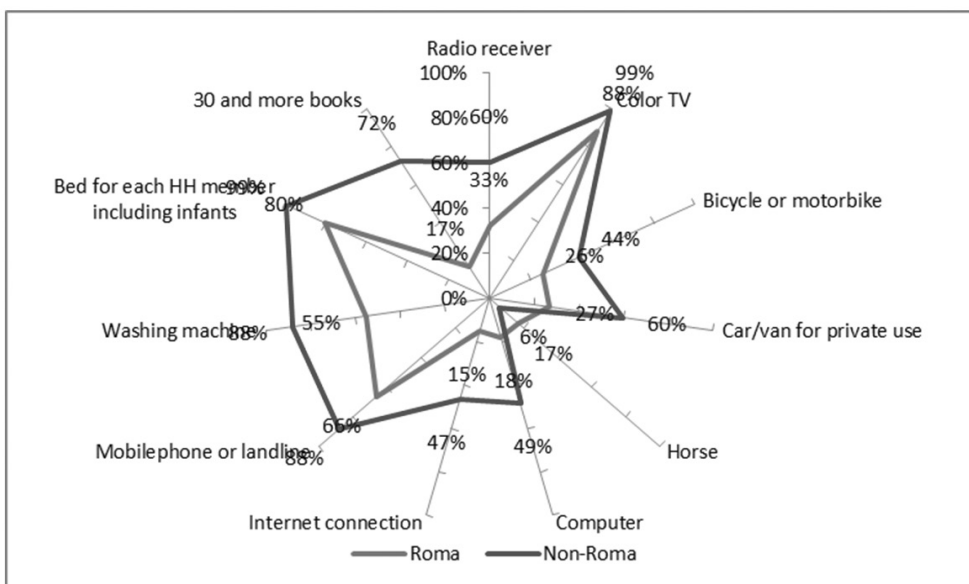 Radio receiver
100%
99%
88%
Color TV
30 and more books
72%
80%
60%
60%
Bed for each HH member
including infants
99%
80%
33%
40%
Bicycle or motorbike
17%
20%
44%
26%
0%
27%
60%
Car/van for private use
Washing machine
88%
55%
6%
17%
15%
18%
66%
Mobilephone or landline
88%
47%
49%
Horse
Internet connection
Computer
Roma
Non-Roma